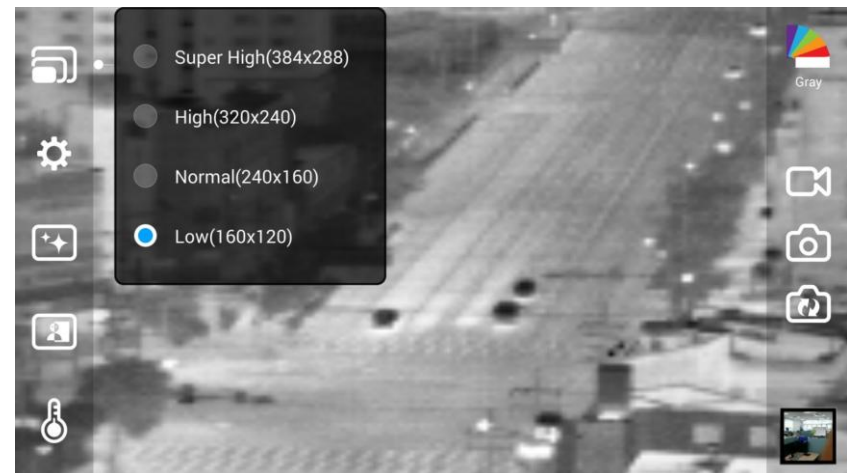 Super High(384x288)
High(320x240)
Normal(240x160)
Low(160x120)
Gray